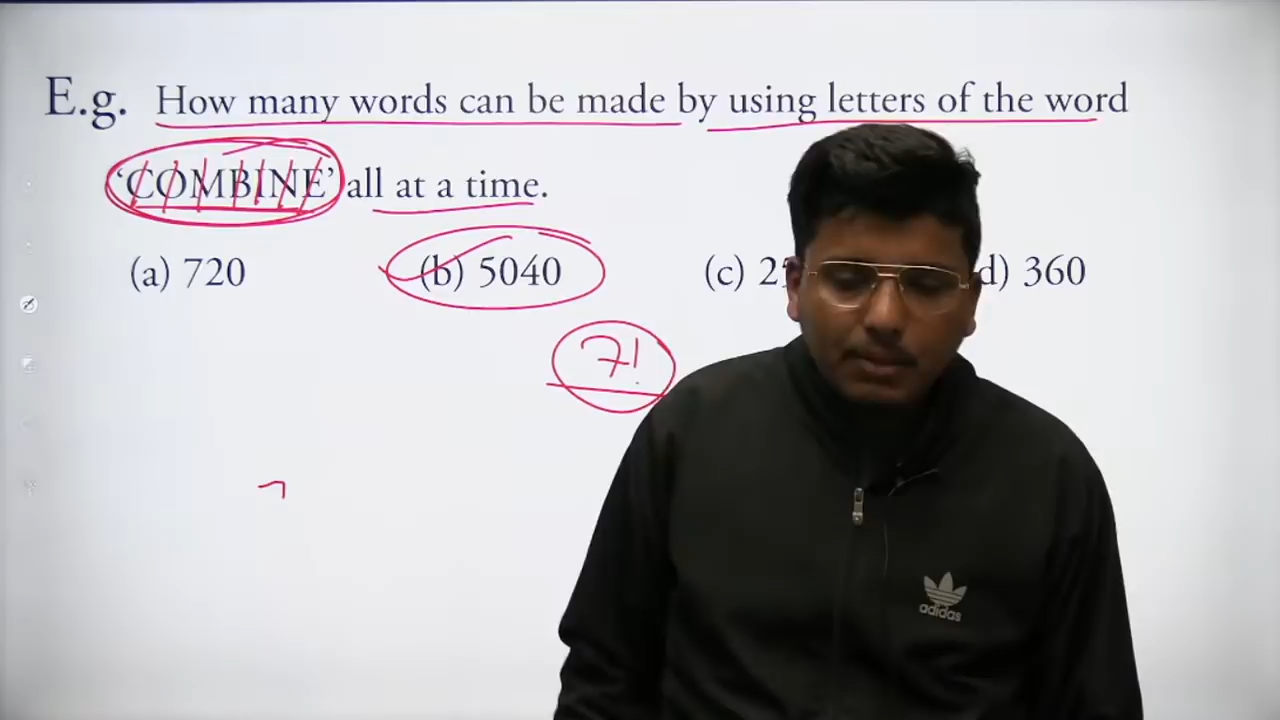 E.g. How many words can be made by using letters of the word
‘COMBINE’ all at a time.
(a) 720 (b) 5040 (c) 2 d) 360
7!
adidas